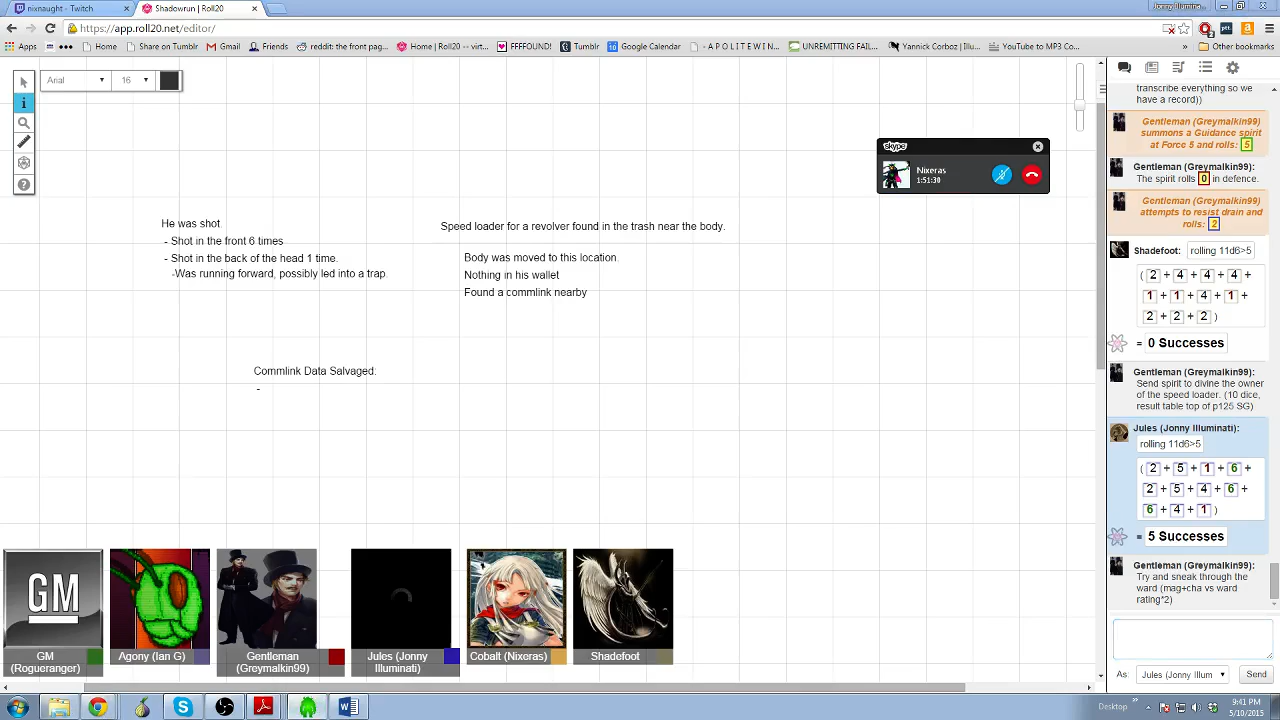 nixnaught - Twitch
Shadowrun | Roll20
Jonny Illumine...
https://app.roll20.net/editor/
Apps
Home
Share on Tumblr
Gmail
Friends
reddit: the front pag...
Home | Roll20 -- virt...
FFFFOUND!
Tumblr
Google Calendar
- A P O L I T E W I N...
UNREMITTING FAIL...
Yannick Corboz | Illu...
YouTube to MP3 Co...
Other bookmarks
Arial
16
skype
Nixeras
1:51:30
He was shot.
- Shot in the front 6 times
- Shot in the back of the head 1 time.
-Was running forward, possibly led into a trap.
Speed loader for a revolver found in the trash near the body.
Body was moved to this location.
Nothing in his wallet
Found a commlink nearby
Commlink Data Salvaged:
-
GM
GM
(Rogueranger)
Agony (Ian G)
Gentleman
(Greymalkin99)
Jules (Jonny
Illuminati)
Cobalt (Nixeras)
Shadefoot
transcribe everything so we
have a record))
Gentleman (Greymalkin99)
summons a Guidance spirit
at Force 5 and rolls: 5
Gentleman (Greymalkin99):
The spirit rolls 0 in defence.
Gentleman (Greymalkin99)
attempts to resist drain and
rolls: 2
Shadefoot: rolling 11d6>5
( 2 + 4 + 4 + 4 +
1 + 1 + 4 + 1 +
2 + 2 + 2 )
= 0 Successes
Gentleman (Greymalkin99):
Send spirit to divine the owner
of the speed loader. (10 dice,
result table top of p125 SG)
Jules (Jonny Illuminati):
rolling 11d6>5
( 2 + 5 + 1 + 6 +
2 + 5 + 4 + 6 +
6 + 4 + 1 )
= 5 Successes
Gentleman (Greymalkin99):
Try and sneak through the
ward (mag+cha vs ward
rating*2)
As: Jules (Jonny Illum
Send
Desktop
9:41 PM
5/10/2015